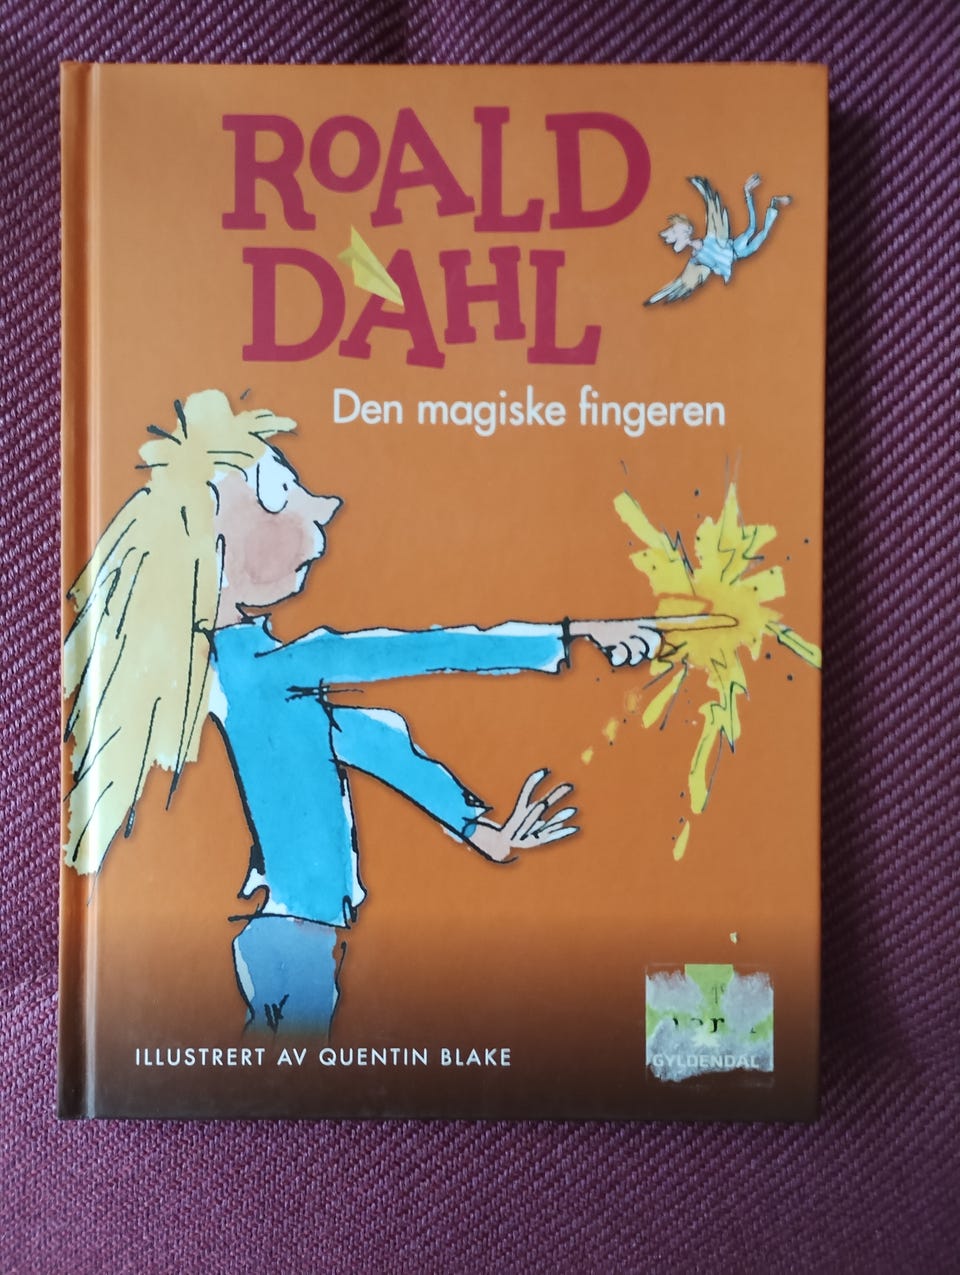 ROALD
DAHL
Den magiske fingeren
ILLUSTRERT AV QUENTIN BLAKE
GYLDENDAL